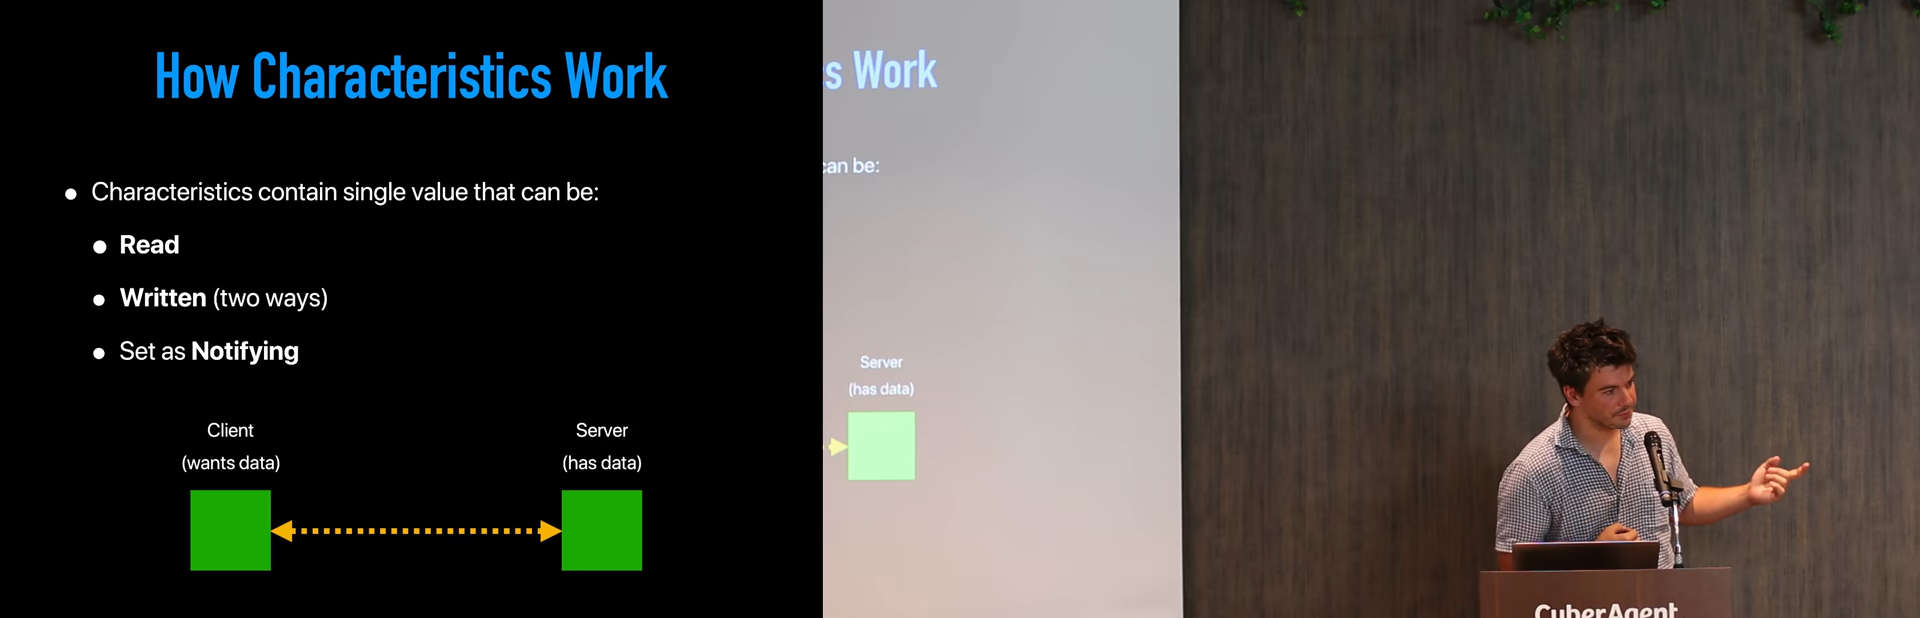 How Characteristics Work
Characteristics contain single value that can be:
Read
Written (two ways)
Set as Notifying
Client
(wants data)
Server
(has data)
s Work
can be:
Server
(has data)
CyberAgent